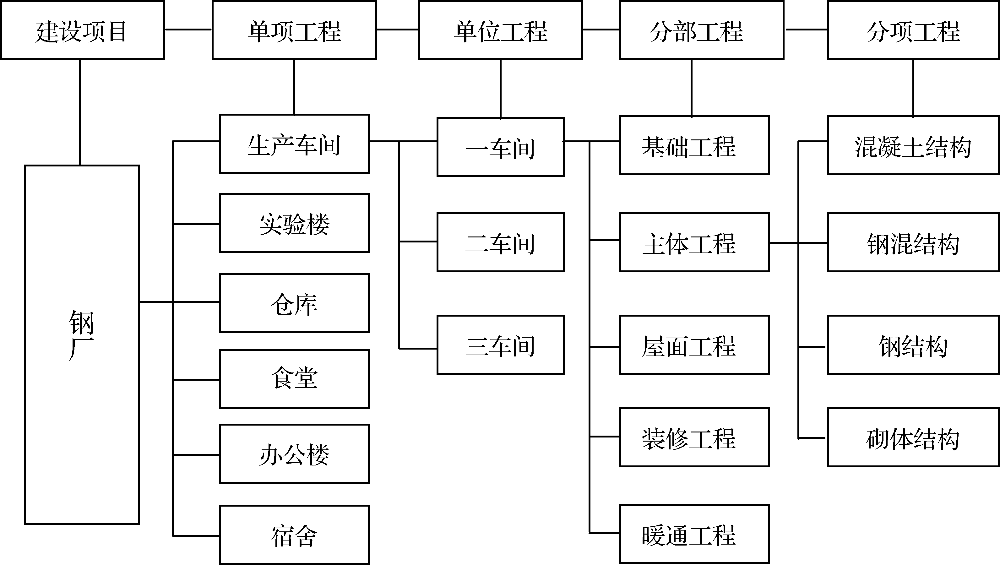 建设项目
单项工程
单位工程
分部工程
分项工程
钢厂
生产车间
实验楼
仓库
食堂
办公楼
宿舍
一车间
二车间
三车间
基础工程
主体工程
屋面工程
装修工程
暖通工程
混凝土结构
钢混结构
钢结构
砌体结构